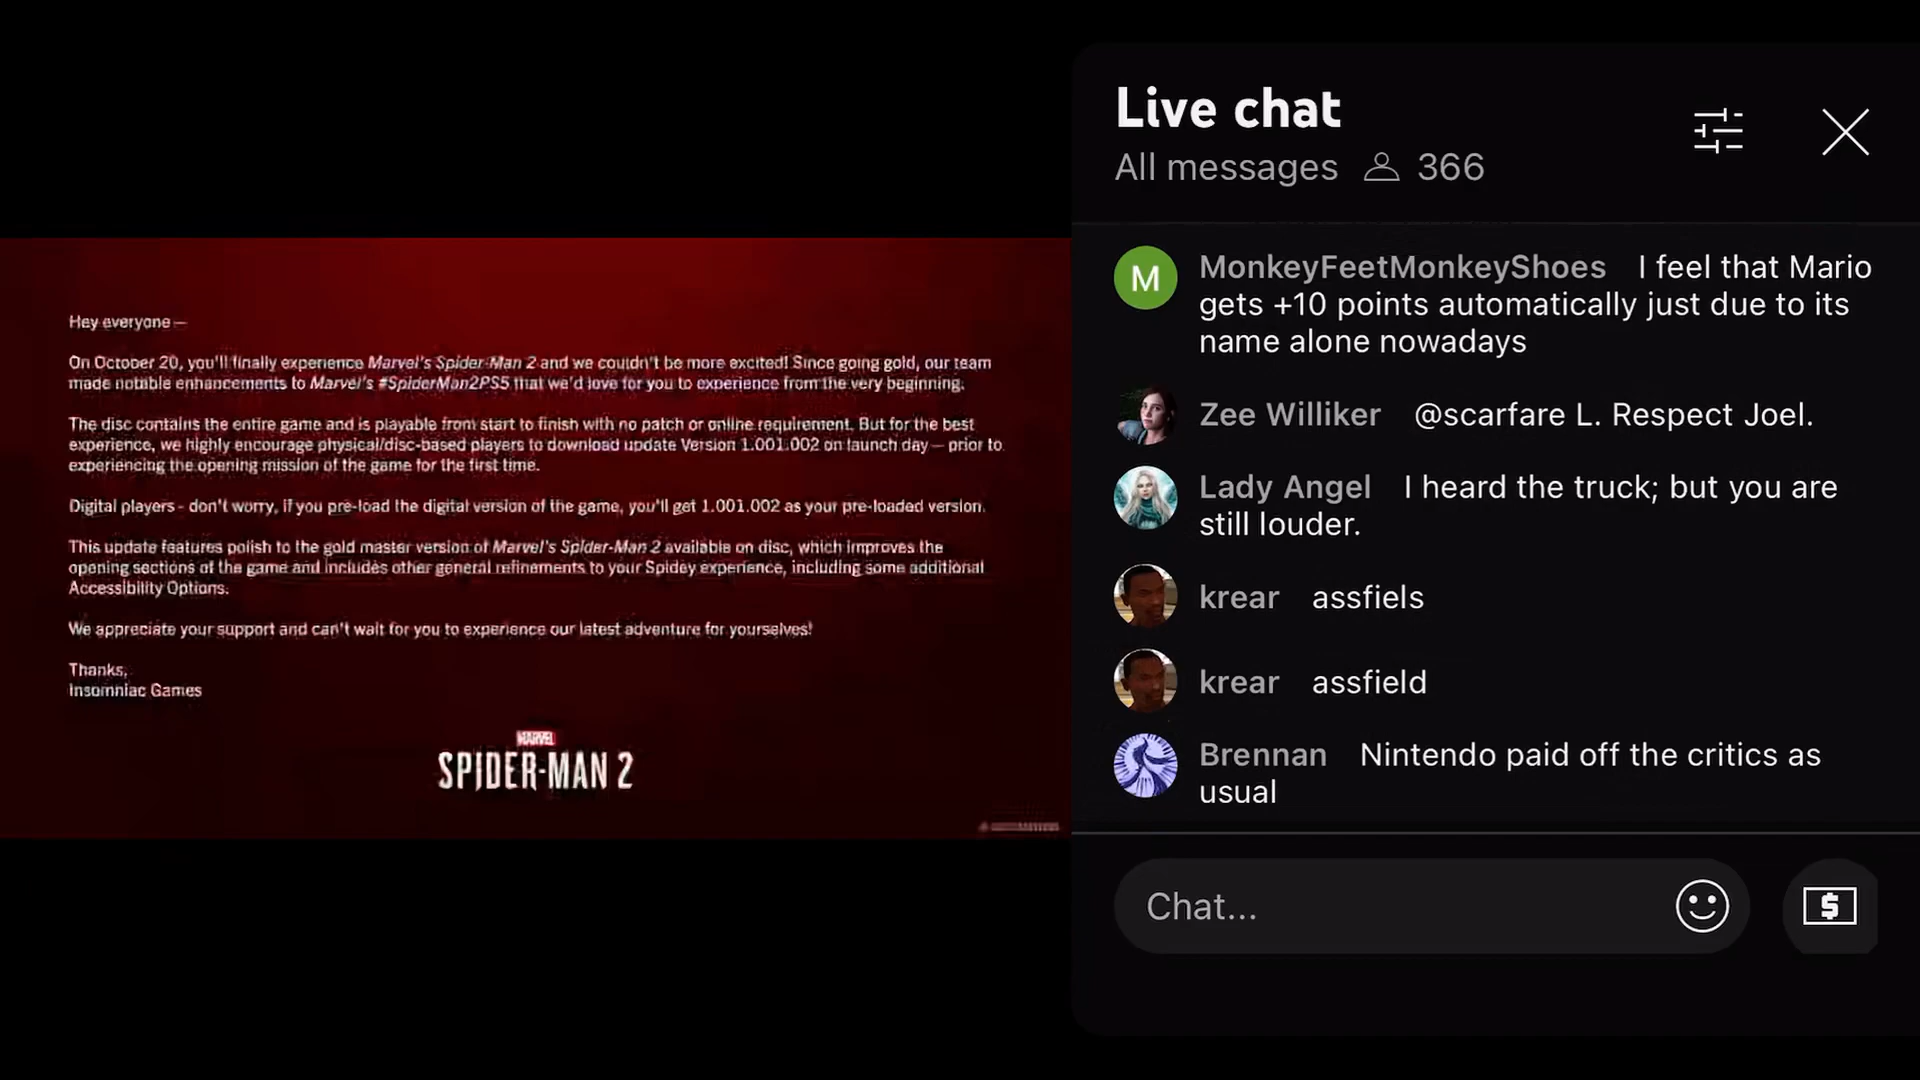 Hey everyone —
On October 20, you'll finally experience Marvel's Spider-Man 2 and we couldn't be more excited! Since going gold, our team
made notable enhancements to Marvel's #SpiderMan2PS5 that we'd love for you to experience from the very beginning.
The disc contains the entire game and is playable from start to finish with no patch or online requirement. But for the best
experience, we highly encourage physical/disc-based players to download update Version 1.001.002 on launch day — prior to
experiencing the opening mission of the game for the first time.
Digital players - don't worry, if you pre-load the digital version of the game, you'll get 1.001.002 as your pre-loaded version.
This update features polish to the gold master version of Marvel's Spider-Man 2 available on disc, which improves the
opening sections of the game and includes other general refinements to your Spidey experience, including some additional
Accessibility Options.
We appreciate your support and can't wait for you to experience our latest adventure for yourselves!
Thanks,
Insomniac Games
MARVEL
SPIDER-MAN 2
Live chat
All messages 366
M
MonkeyFeetMonkeyShoes I feel that Mario
gets +10 points automatically just due to its
name alone nowadays
Zee Williker @scarfare L. Respect Joel.
Lady Angel I heard the truck; but you are
still louder.
krear assfiels
krear assfield
Brennan Nintendo paid off the critics as
usual
Chat...
$